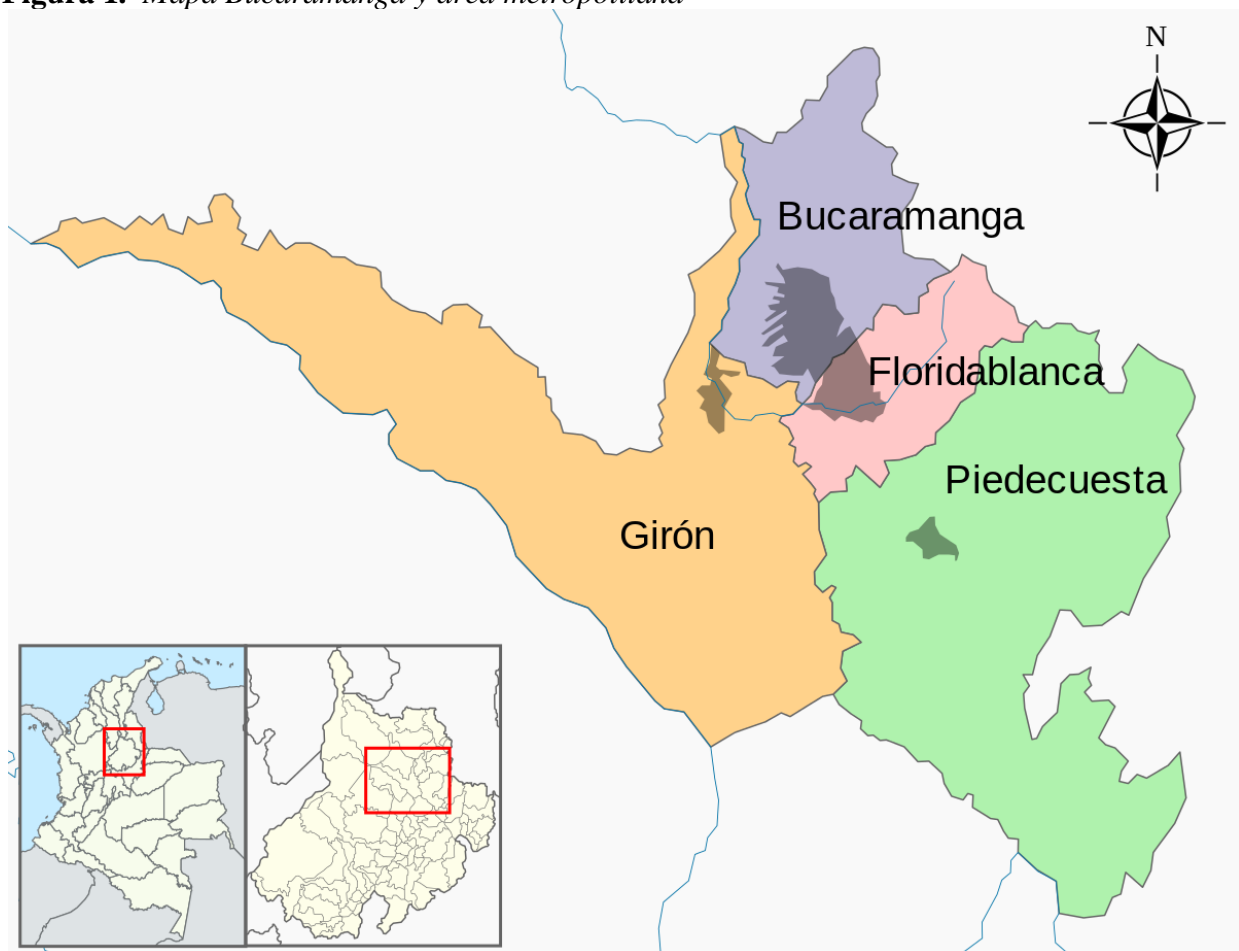 Figura 1. Mapa Bucaramanga y área metropolitana
N
Bucaramanga
Floridablanca
Piedecuesta
Girón